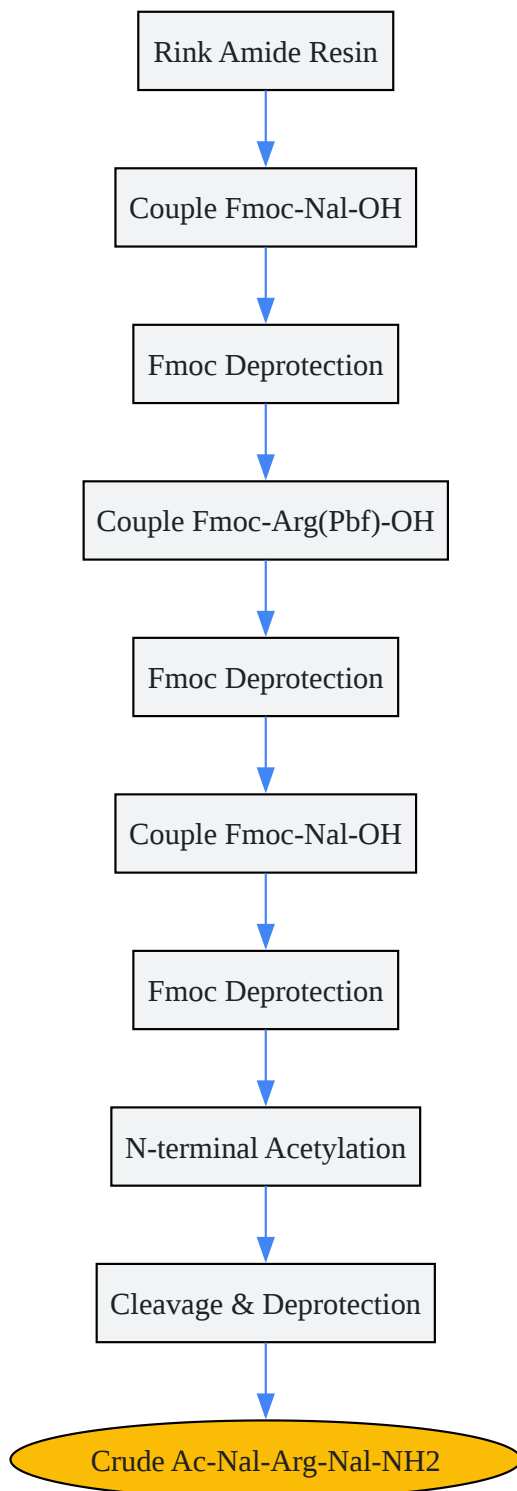 Rink Amide Resin
Couple Fmoc-Nal-OH
Fmoc Deprotection
Couple Fmoc-Arg(Pbf)-OH
Fmoc Deprotection
Couple Fmoc-Nal-OH
Fmoc Deprotection
N-terminal Acetylation
Cleavage & Deprotection
Crude Ac-Nal-Arg-Nal-NH2